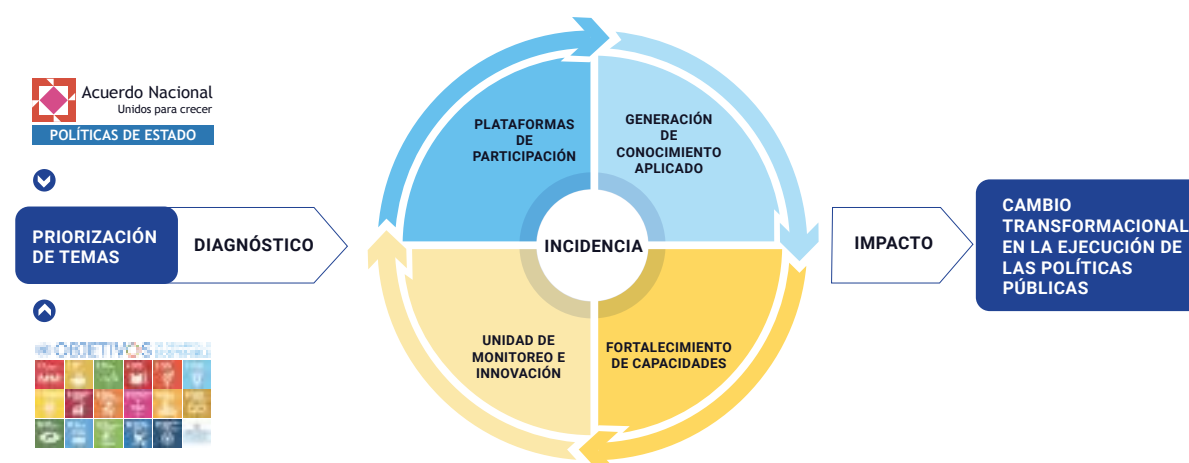 Acuerdo Nacional
Unidos para crecer
POLÍTICAS DE ESTADO
PRIORIZACIÓN
DE TEMAS
DIAGNÓSTICO
OBJETIVOS
PLATAFORMAS
DE
PARTICIPACIÓN
GENERACIÓN
DE
CONOCIMIENTO
APLICADO
INCIDENCIA
UNIDAD DE
MONITOREO E
INNOVACIÓN
FORTALECIMIENTO
DE CAPACIDADES
IMPACTO
CAMBIO
TRANSFORMACIONAL
EN LA EJECUCIÓN DE
LAS POLÍTICAS
PÚBLICAS